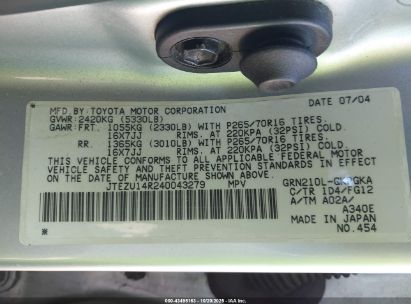 MFD. BY: TOYOTA MOTOR CORPORATION DATE 07/04
GVWR: 2420KG (5330LB)
GAWR: FRT. 1055KG (2330LB) WITH P265/70R16 TIRES.
16X7JJ RIMS. AT 220KPA (32PSI) COLD.
RR. 1365KG (3010LB) WITH P265/70R16 TIRES.
16X7JJ RIMS. AT 220KPA (32PSI) COLD.
THIS VEHICLE CONFORMS TO ALL APPLICABLE FEDERAL
MOTOR VEHICLE SAFETY, BUMPER, AND THEFT PREVENTION STANDARDS IN
EFFECT ON THE DATE OF MANUFACTURE SHOWN ABOVE.
JTEZU14R240043279 MPV
C/TR 1D4/FG12
A/TM A02A/
A340E
MADE IN JAPAN
NO.454